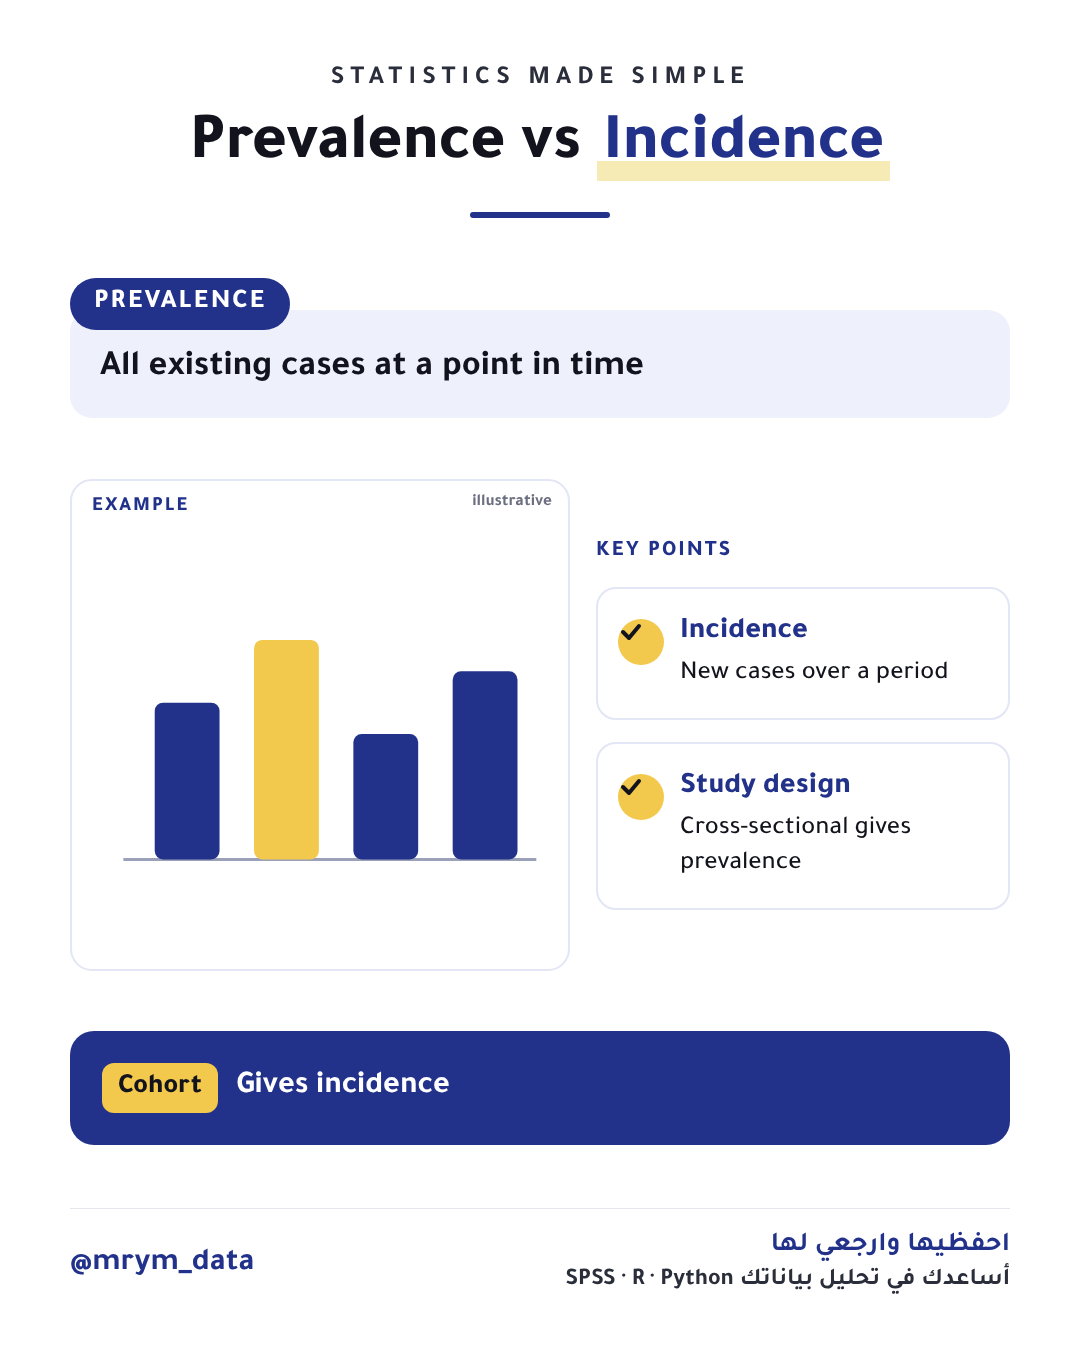 STATISTICS MADE SIMPLE
Prevalence vs Incidence
PREVALENCE
All existing cases at a point in time
EXAMPLE
illustrative
KEY POINTS
Incidence
New cases over a period
Study design
Cross-sectional gives
prevalence
Cohort Gives incidence
@mrym_data
احفظيها وارجعي لها
أساعدك في تحليل بياناتك SPSS · R · Python